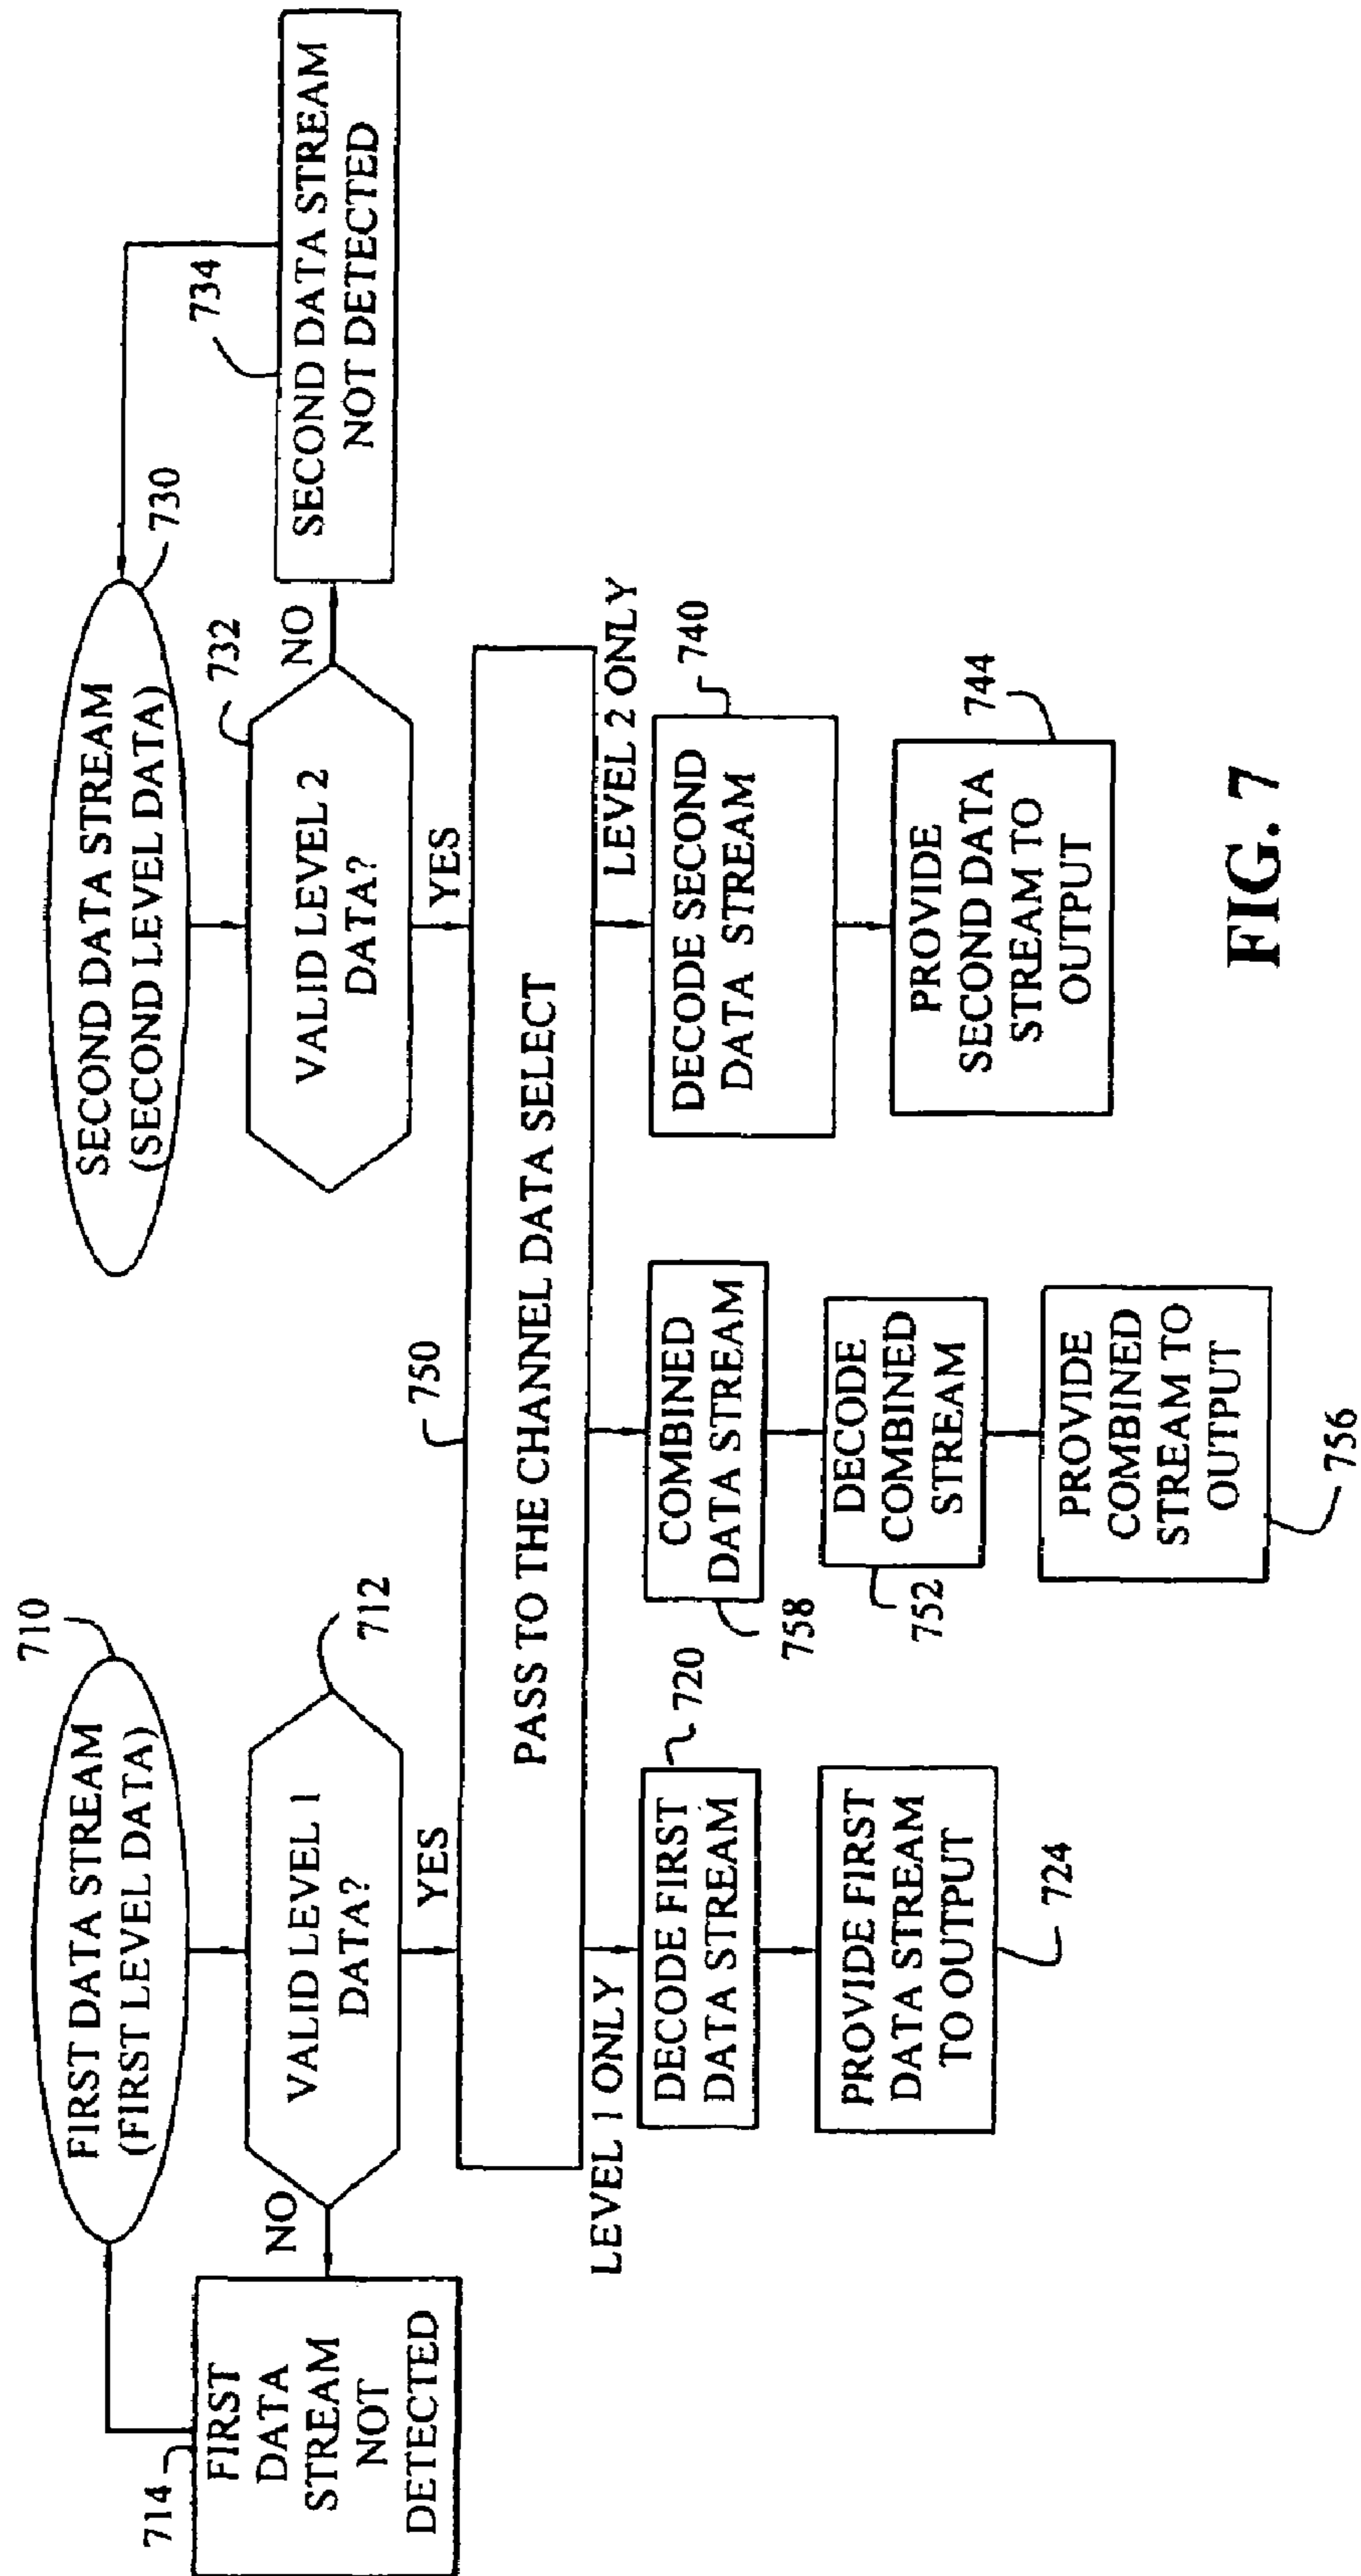 710
FIRST DATA STREAM
(FIRST LEVEL DATA)
SECOND DATA STREAM
(SECOND LEVEL DATA)
730
714
FIRST
DATA
STREAM
NOT
DETECTED
NO
VALID LEVEL 1
DATA?
712
VALID LEVEL 2
DATA?
732
NO
734
SECOND DATA STREAM
NOT DETECTED
YES
750
YES
PASS TO THE CHANNEL DATA SELECT
LEVEL 1 ONLY
LEVEL 2 ONLY
DECODE FIRST
DATA STREAM
720
COMBINED
DATA STREAM
758
DECODE SECOND
DATA STREAM
740
PROVIDE FIRST
DATA STREAM
TO OUTPUT
724
DECODE
COMBINED
STREAM
752
PROVIDE
SECOND DATA
STREAM TO
OUTPUT
744
PROVIDE
COMBINED
STREAM TO
OUTPUT
756
FIG. 7